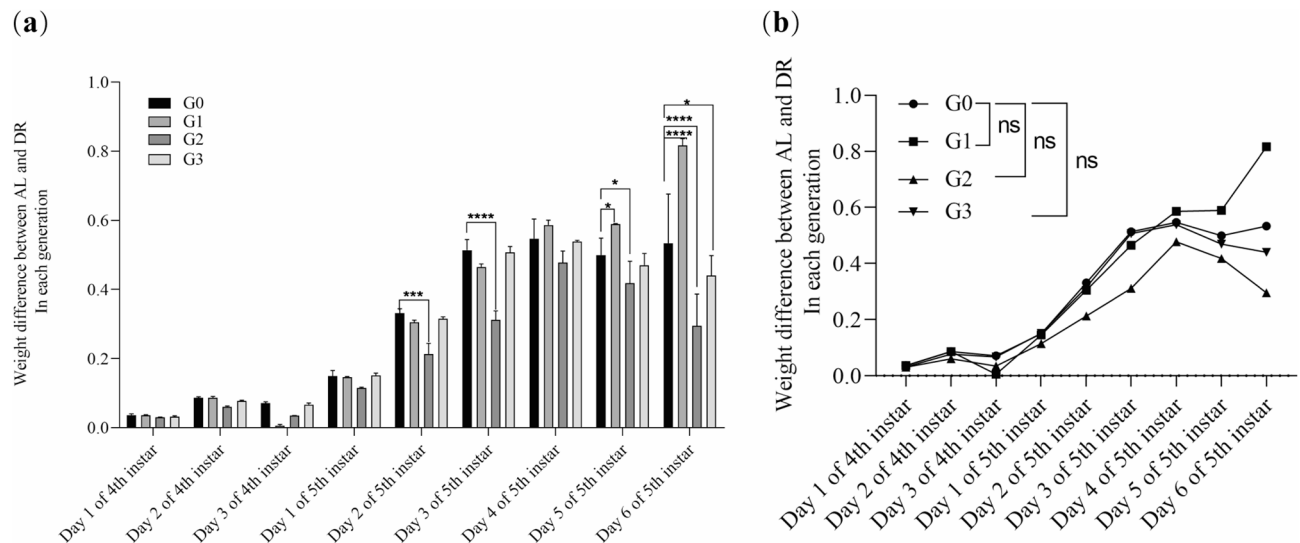 (a)
Weight difference between AL and DR
In each generation
1.0
0.8
0.6
0.4
0.2
0.0
G0
G1
G2
G3
***
****
*
*
*
****
****
Day 1 of 4th instar
Day 2 of 4th instar
Day 3 of 4th instar
Day 1 of 5th instar
Day 2 of 5th instar
Day 3 of 5th instar
Day 4 of 5th instar
Day 5 of 5th instar
Day 6 of 5th instar
(b)
Weight difference between AL and DR
In each generation
1.0
0.8
0.6
0.4
0.2
0.0
G0
G1
G2
G3
ns
ns
ns
Day 1 of 4th instar
Day 2 of 4th instar
Day 3 of 4th instar
Day 1 of 5th instar
Day 2 of 5th instar
Day 3 of 5th instar
Day 4 of 5th instar
Day 5 of 5th instar
Day 6 of 5th instar